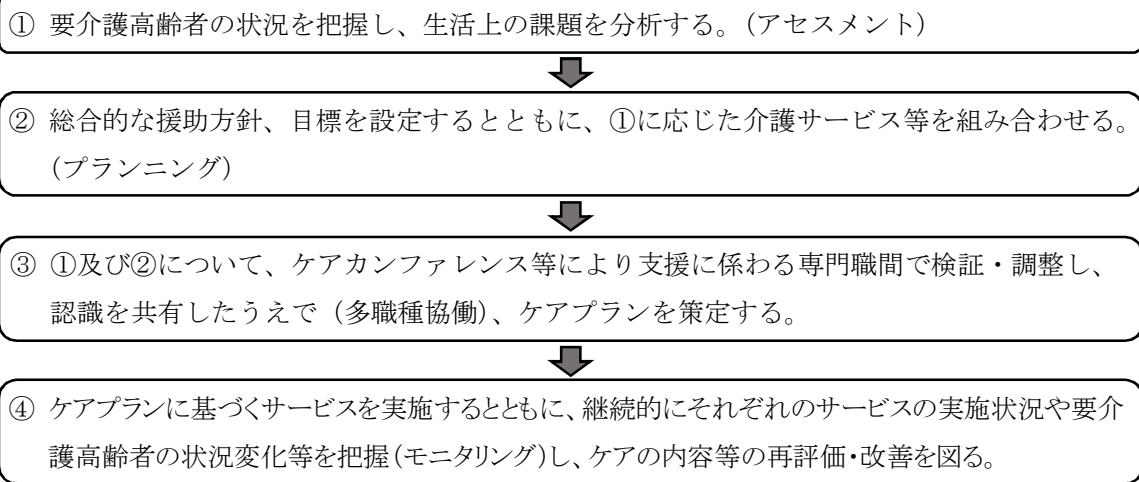 ① 要介護高齢者の状況を把握し、生活上の課題を分析する。(アセスメント)
② 総合的な援助方針、目標を設定するとともに、①に応じた介護サービス等を組み合わせる。
(プランニング)
③ ①及び②について、ケアカンファレンス等により支援に係わる専門職間で検証・調整し、
認識を共有したうえで(多職種協働)、ケアプランを策定する。
④ ケアプランに基づくサービスを実施するとともに、継続的にそれぞれのサービスの実施状況や要介
護高齢者の状況変化等を把握(モニタリング)し、ケアの内容等の再評価・改善を図る。